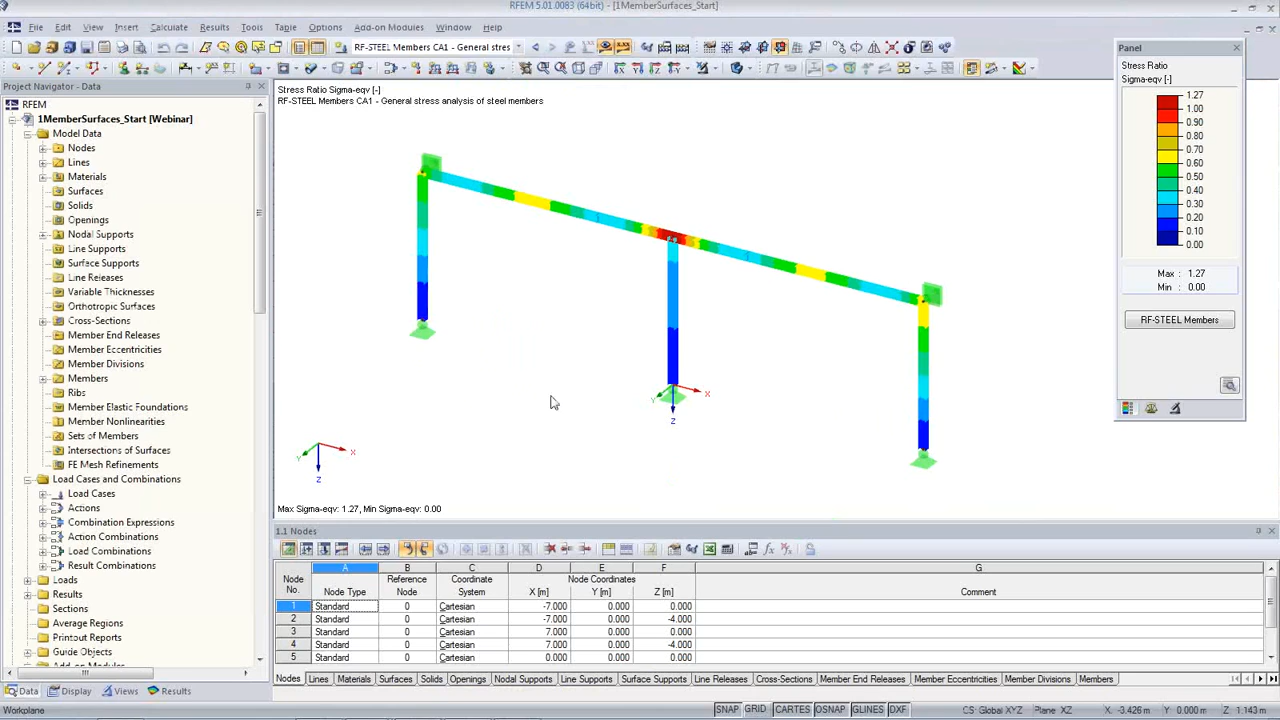 RFEM 5.01.0083 (64bit) - [1MemberSurfaces_Start]
File Edit View Insert Calculate Results Tools Table Options Add-on Modules Window Help
RF-STEEL Members CA1 - General stres
Project Navigator - Data
RFEM
1MemberSurfaces_Start [Webinar]
Model Data
Nodes
Lines
Materials
Surfaces
Solids
Openings
Nodal Supports
Line Supports
Surface Supports
Line Releases
Variable Thicknesses
Orthotropic Surfaces
Cross-Sections
Member End Releases
Member Eccentricities
Member Divisions
Members
Ribs
Member Elastic Foundations
Member Nonlinearities
Sets of Members
Intersections of Surfaces
FE Mesh Refinements
Load Cases and Combinations
Load Cases
Actions
Combination Expressions
Action Combinations
Load Combinations
Result Combinations
Loads
Results
Sections
Average Regions
Printout Reports
Guide Objects
Data Display Views Results
Stress Ratio Sigma-eqv [-]
RF-STEEL Members CA1 - General stress analysis of steel members
X
Y
Z
X
Y
Z
Max Sigma-eqv: 1.27, Min Sigma-eqv: 0.00
Panel
Stress Ratio
Sigma-eqv [-]
1.27
1.00
0.90
0.80
0.70
0.60
0.50
0.40
0.30
0.20
0.10
0.00
Max : 1.27
Min : 0.00
RF-STEEL Members
1.1 Nodes
A B C D E F G
Node No. Node Type Reference Node Coordinate System Node Coordinates X [m] Y [m] Z [m] Comment
1 Standard 0 Cartesian -7.000 0.000 0.000
2 Standard 0 Cartesian -7.000 0.000 -4.000
3 Standard 0 Cartesian 7.000 0.000 0.000
4 Standard 0 Cartesian 7.000 0.000 -4.000
5 Standard 0 Cartesian 0.000 0.000 0.000
Nodes Lines Materials Surfaces Solids Openings Nodal Supports Line Supports Surface Supports Line Releases Cross-Sections Member End Releases Member Eccentricities Member Divisions Members
Workplane SNAP GRID CARTES OSNAP GLINES DXF CS: Global XYZ Plane: XZ X: -3.426 m Y: 0.000 m Z: 1.143 m